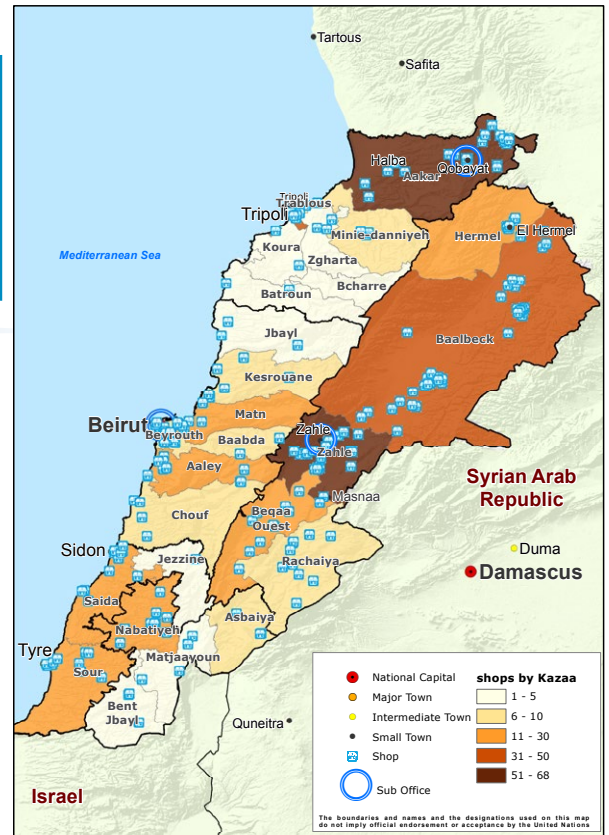 Tartous
Safita
Halba
Qobayat
Aakar
Tripoli
Trablous
Tripoli
Minie-danniyeh
Hermel
El Hermel
Koura
Zgharta
Mediterranean Sea
Bcharre
Batroun
Jbayl
Baalbeck
Kesrouane
Matn
Beirut
Beyrouth
Baabda
Zahle
Zahle
Aaley
Syrian Arab
Republic
Masnaa
Chouf
Beqaa
Ouest
Sidon
Duma
Jezzine
Rachaiya
Damascus
Saida
Nabatiyeh
Asbaiya
Tyre
Matjaayoun
Sour
Bent
Jbayl
Quneitra
Israel
National Capital
Major Town
Intermediate Town
Small Town
Shop
Sub Office
shops by Kazaa
1 - 5
6 - 10
11 - 30
31 - 50
51 - 68
The boundaries and names and the designations used on this map
do not imply official endorsement or acceptance by the United Nations